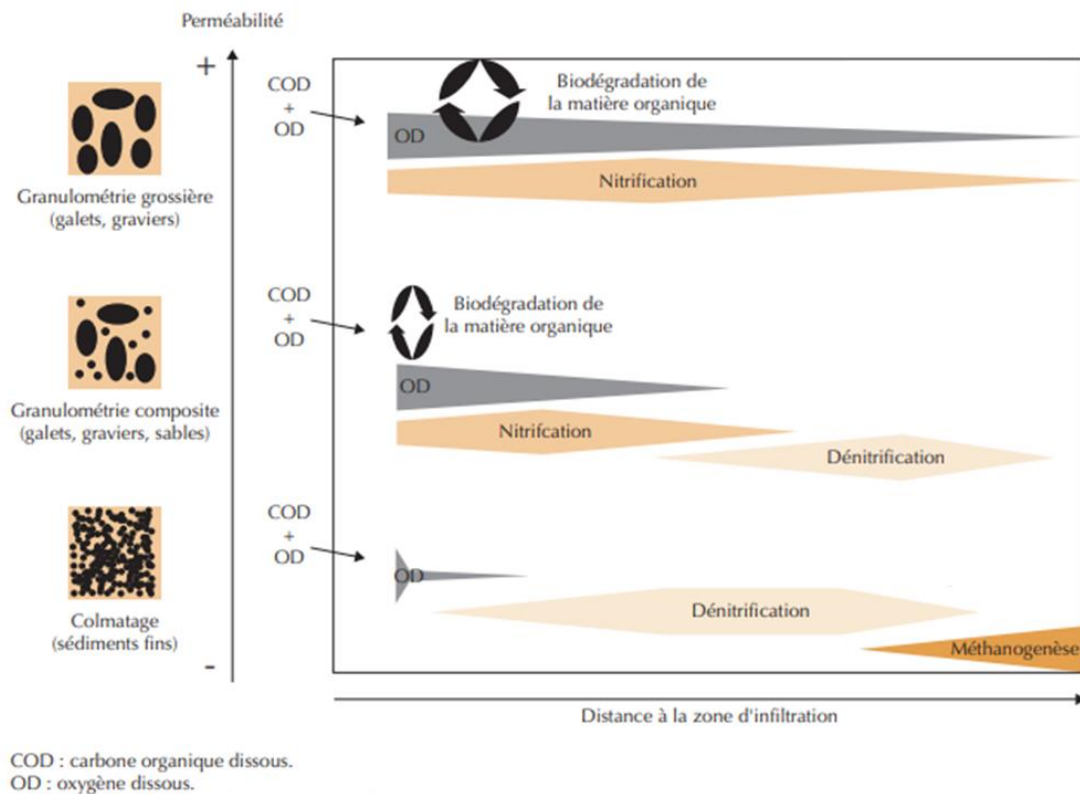 Perméabilité
+
COD
+
OD
Biodégradation de
la matière organique
OD
Granulométrie grossière
(galets, graviers)
Nitrification
COD
+
OD
Biodégradation de
la matière organique
OD
Granulométrie composite
(galets, graviers, sables)
Nitrifcation
Dénitrification
COD
+
OD
OD
Colmatage
(sédiments fins)
Dénitrification
-
Méthanogenèse
Distance à la zone d'infiltration
COD : carbone organique dissous.
OD : oxygène dissous.